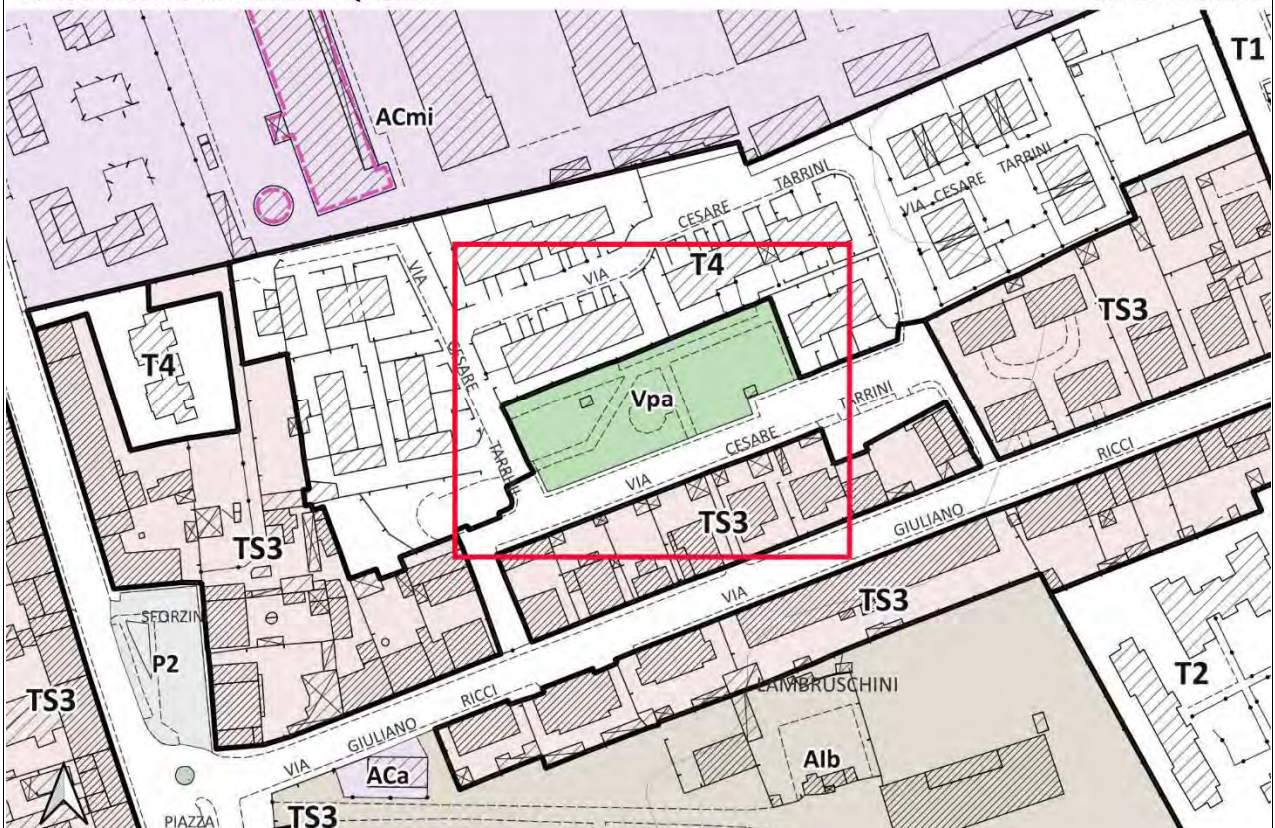 T1
ACmi
TARRINI
CESARE
VIA CESARE TARRINI
T4
VIA
VIA
CESARE
TARRINI
TS3
T4
Vpa
TARRINI
CESARE
VIA
RICCI
TS3
GIULIANO
TS3
VIA
TS3
SFORZINI
P2
LAMBRUSCHINI
T2
TS3
RICCI
GIULIANO
VIA
ACa
Alb
TS3
PIAZZA